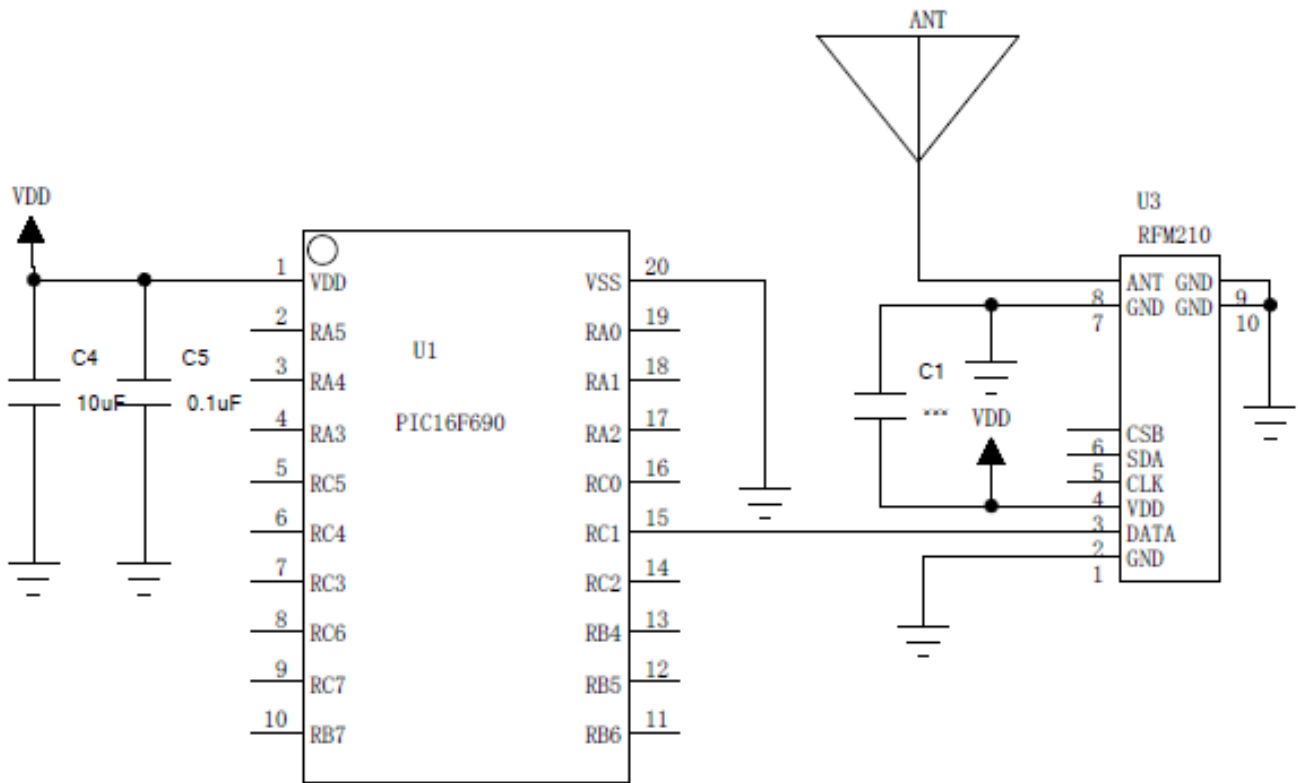 ANT
VDD
U3
RFM210
1
VDD
VSS
20
2
RA5
RA0
19
3
RA4
RA1
18
4
RA3
RA2
17
5
RC5
RC0
16
6
RC4
RC1
15
7
RC3
RC2
14
8
RC6
RB4
13
9
RC7
RB5
12
10
RB7
RB6
11
U1
PIC16F690
C4
10uF
C5
0.1uF
C1
***
VDD
ANT GND
8
9
GND GND
7
10
CSB
6
SDA
5
CLK
4
VDD
3
DATA
2
GND
1